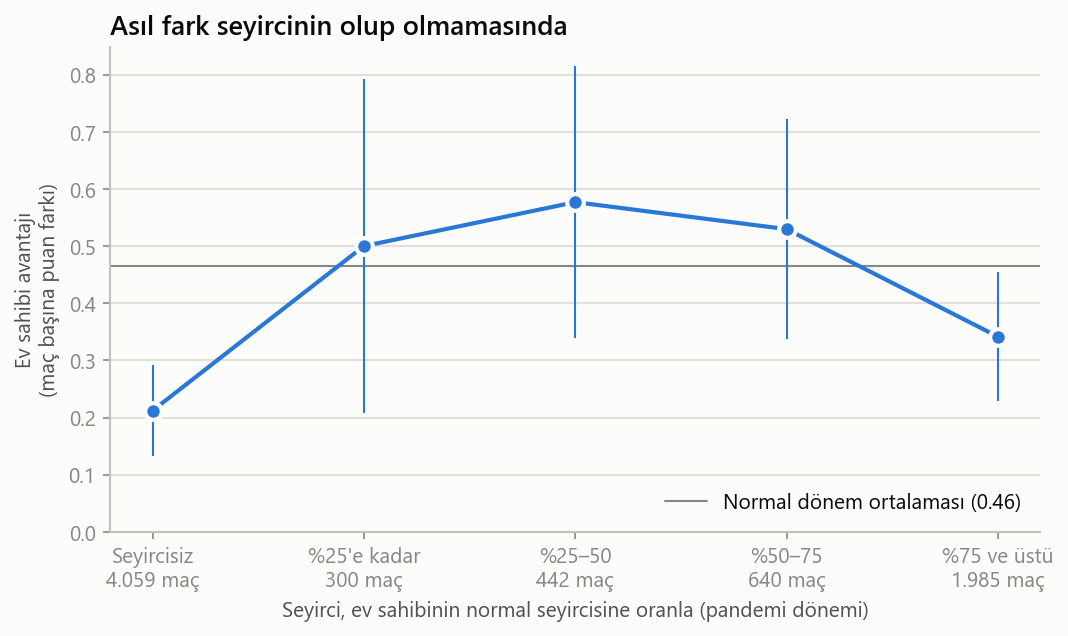 Asıl fark seyircinin olup olmamasında
Ev sahibi avantajı
(maç başına puan farkı)
0.8
0.7
0.6
0.5
0.4
0.3
0.2
0.1
0.0
Normal dönem ortalaması (0.46)
Seyircisiz
4.059 maç
%25'e kadar
300 maç
%25–50
442 maç
%50–75
640 maç
%75 ve üstü
1.985 maç
Seyirci, ev sahibinin normal seyircisine oranla (pandemi dönemi)